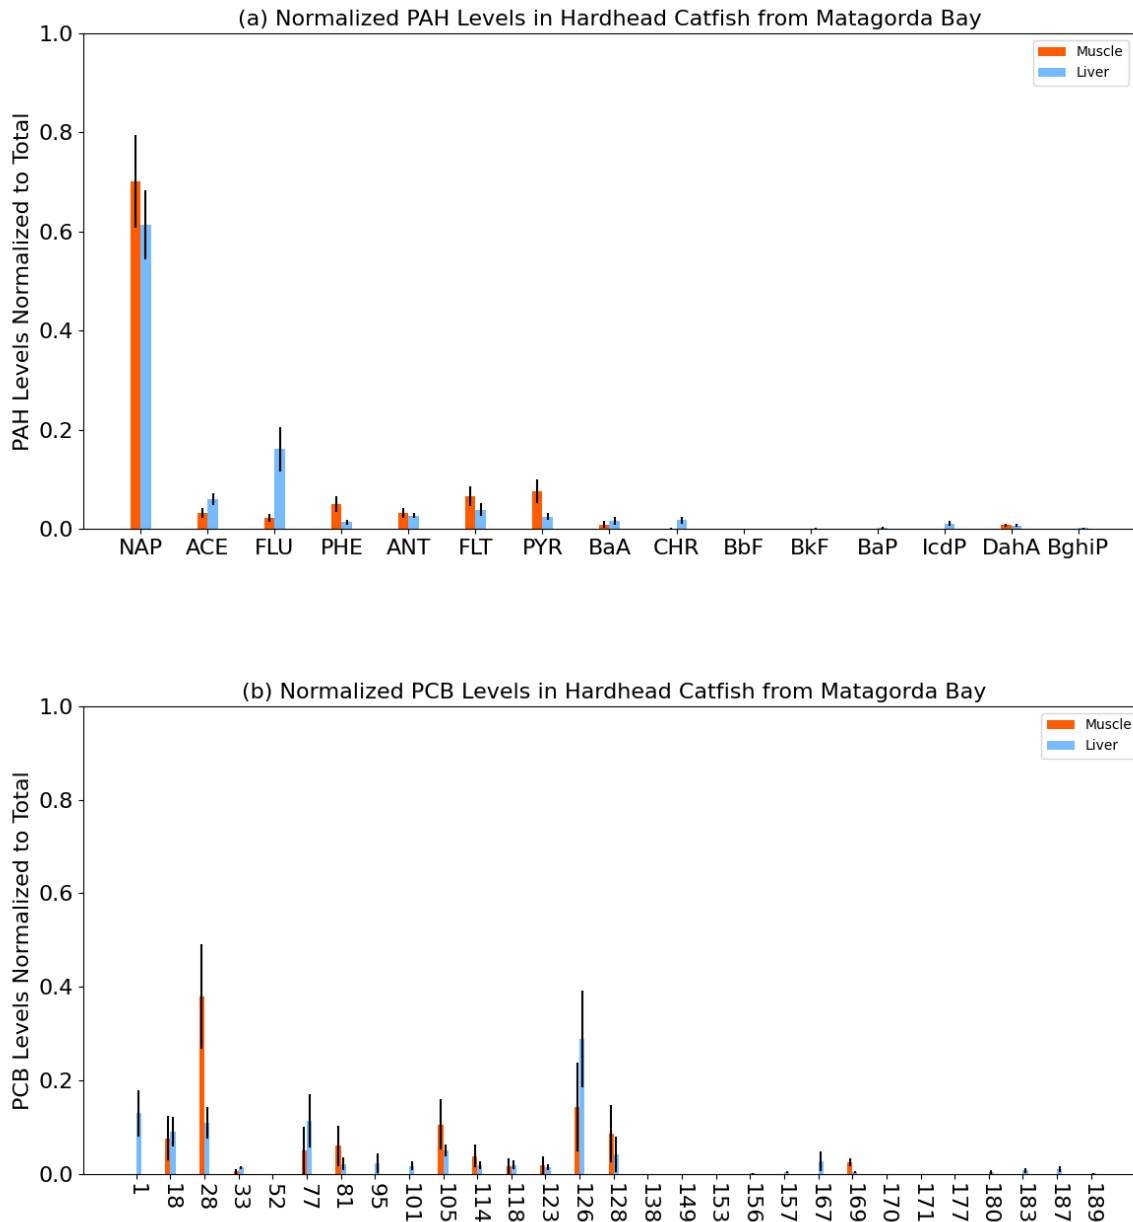 (a) Normalized PAH Levels in Hardhead Catfish from Matagorda Bay
1.0
0.8
0.6
0.4
0.2
0.0
PAH Levels Normalized to Total
Muscle
Liver
NAP ACE FLU PHE ANT FLT PYR BaA CHR BbF BkF BaP IcdP DahA BghiP
(b) Normalized PCB Levels in Hardhead Catfish from Matagorda Bay
1.0
0.8
0.6
0.4
0.2
0.0
PCB Levels Normalized to Total
Muscle
Liver
1 18 28 33 52 77 81 95 101 105 114 118 123 126 128 138 149 153 156 157 167 169 170 171 177 180 183 187 189